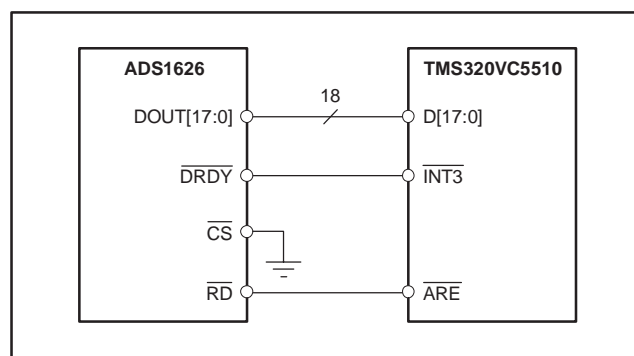 ADS1626 TMS320VC5510
18
DOUT[17:0] D[17:0]
DRDY INT3
CS
RD ARE